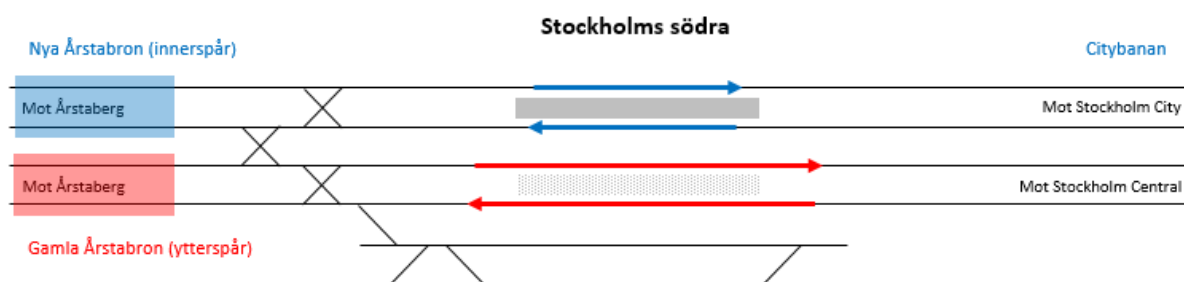 Stockholms södra
Nya Årstabron (innerspår)
Citybanan
Mot Årstaberg
Mot Stockholm City
Mot Årstaberg
Mot Stockholm Central
Gamla Årstabron (ytterspår)